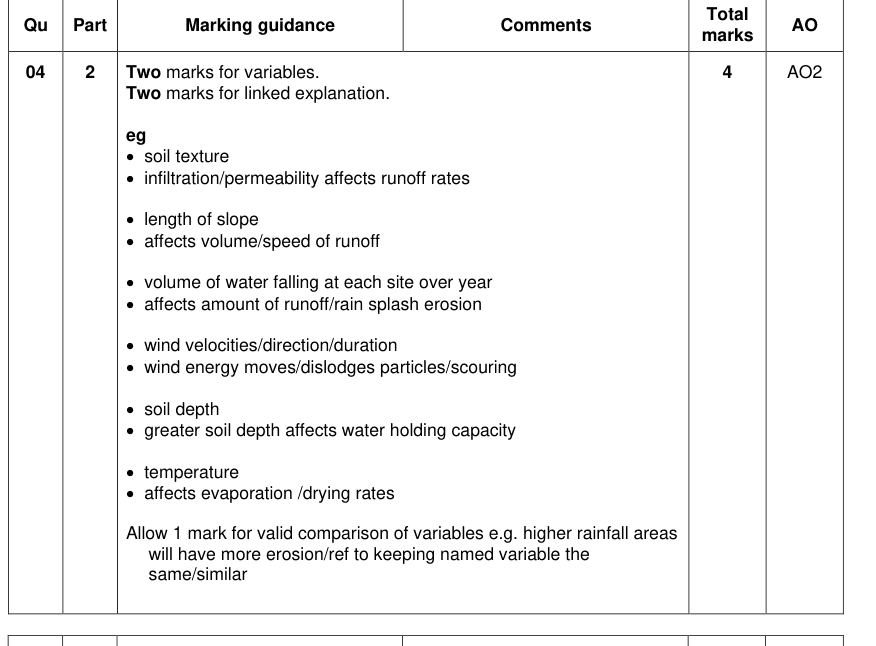 Qu Part Marking guidance Comments Total marks AO
04 2 Two marks for variables. 4 AO2
Two marks for linked explanation.
eg
• soil texture
• infiltration/permeability affects runoff rates
• length of slope
• affects volume/speed of runoff
• volume of water falling at each site over year
• affects amount of runoff/rain splash erosion
• wind velocities/direction/duration
• wind energy moves/dislodges particles/scouring
• soil depth
• greater soil depth affects water holding capacity
• temperature
• affects evaporation /drying rates
Allow 1 mark for valid comparison of variables e.g. higher rainfall areas
will have more erosion/ref to keeping named variable the
same/similar